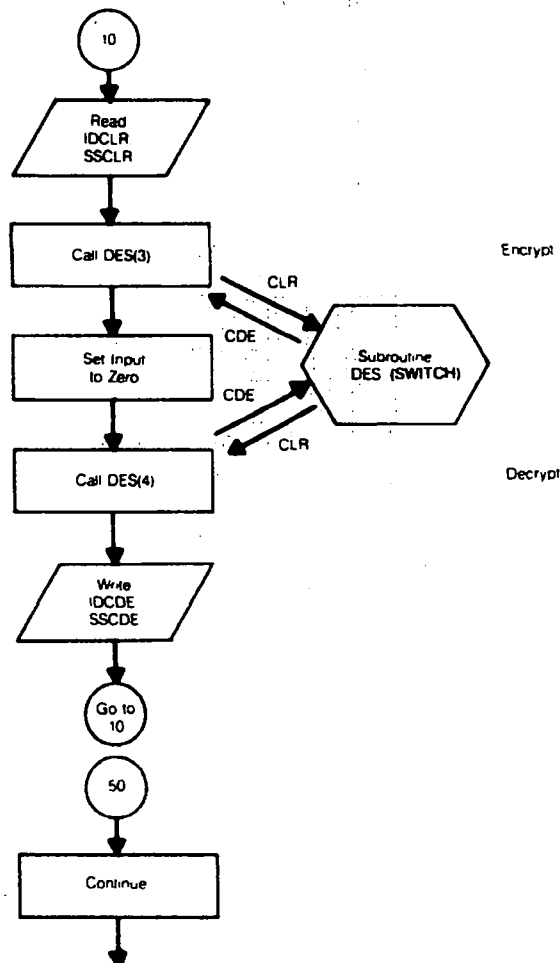 10
Read
IDCLR
SSCLR
Call DES(3)
Encrypt
CLR
CDE
Subroutine
DES (SWITCH)
Set Input
to Zero
CDE
CLR
Call DES(4)
Decrypt
Write
IDCDE
SSCDE
Go to
10
50
Continue